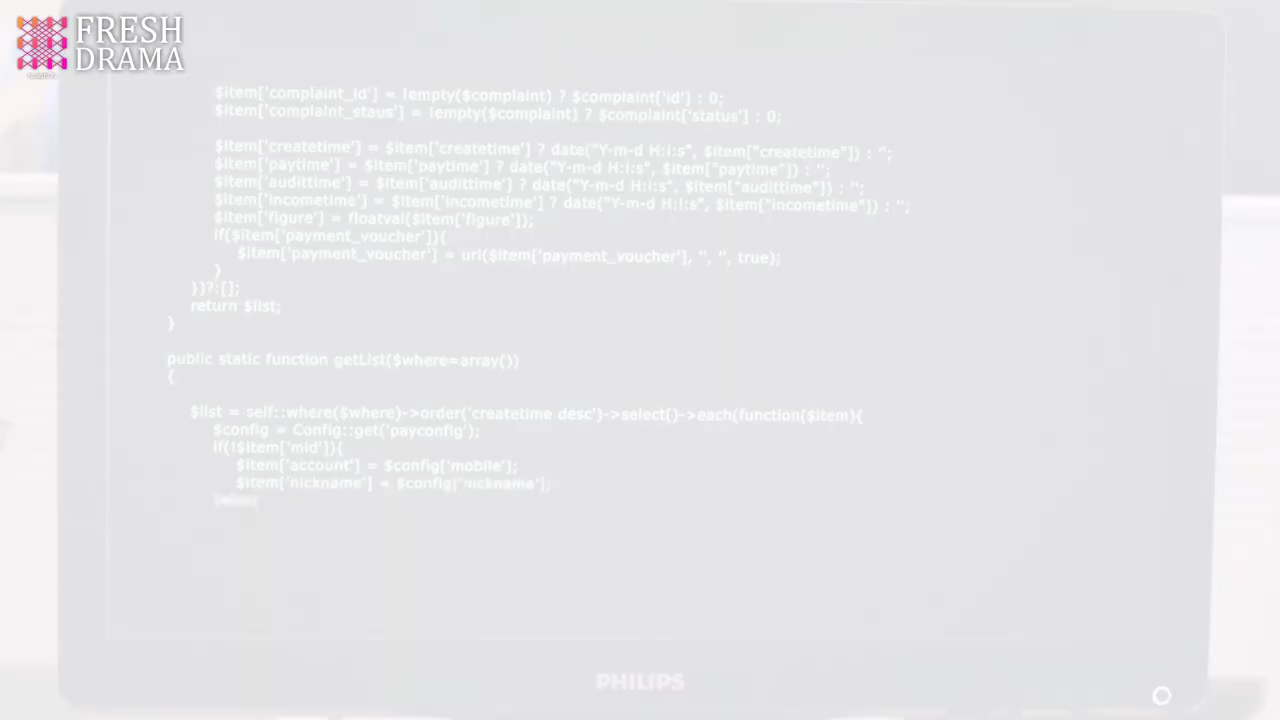 FRESH
DRAMA
$item['complaint_id'] = !empty($complaint) ? $complaint['id'] : 0;
$item['complaint_staus'] = !empty($complaint) ? $complaint['status'] : 0;
$item['createtime'] = $item['createtime'] ? date("Y-m-d H:i:s", $item["createtime"]) : '';
$item['paytime'] = $item['paytime'] ? date("Y-m-d H:i:s", $item["paytime"]) : '';
$item['audittime'] = $item['audittime'] ? date("Y-m-d H:i:s", $item["audittime"]) : '';
$item['incometime'] = $item['incometime'] ? date("Y-m-d H:i:s", $item["incometime"]) : '';
$item['figure'] = floatval($item['figure']);
if($item['payment_voucher']){
$item['payment_voucher'] = url($item['payment_voucher'], '', '', true);
}
})?:[];
return $list;
}
public static function getList($where=array())
{
$list = self::where($where)->order('createtime desc')->select()->each(function($item){
$config = Config::get('payconfig');
if(!$item['mid']){
$item['account'] = $config['mobile'];
$item['nickname'] = $config['nickname'];
PHILIPS